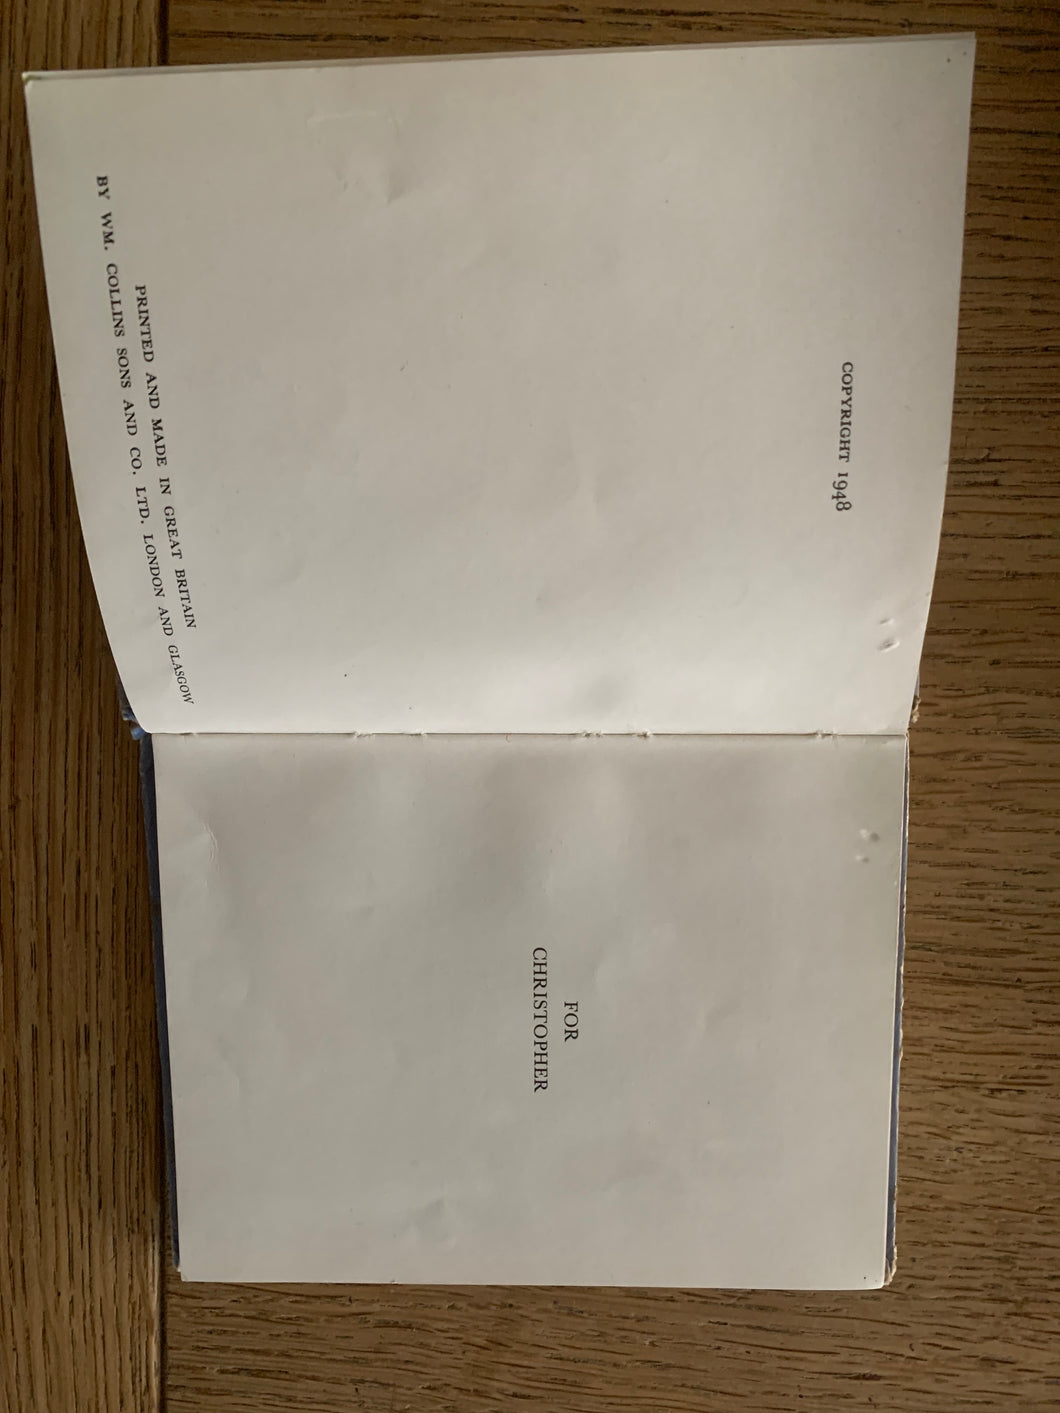 COPYRIGHT 1948
PRINTED AND MADE IN GREAT BRITAIN
BY WM. COLLINS SONS AND CO. LTD. LONDON AND GLASGOW
FOR
CHRISTOPHER